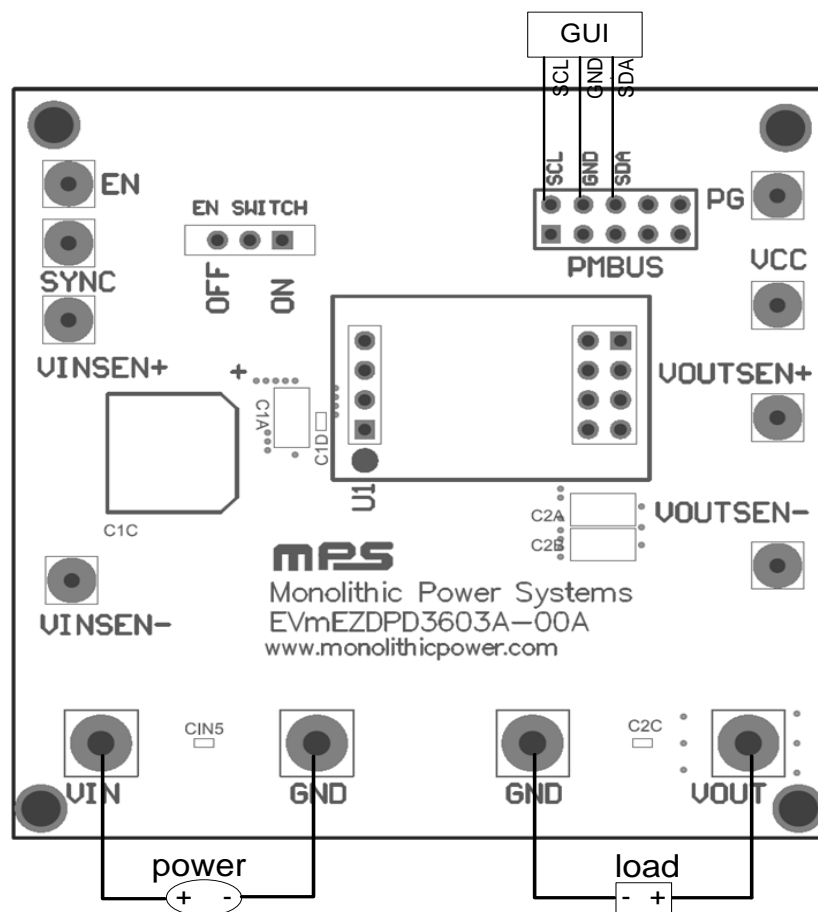 GUI
SCL
GND
SDA
SCL
GND
SDA
EN
EN SWITCH
PG
SYNC
OFF
ON
PMBUS
VCC
VINSEN+
+
VOUTSEN+
C1A
C1D
U1
C1C
C2A
VOUTSEN-
C2B
mps
Monolithic Power Systems
VINSEN-
EVmEZDPD3603A-00A
www.monolithicpower.com
CIN5
C2C
VIN
GND
GND
VOUT
power
load
+ -
- +